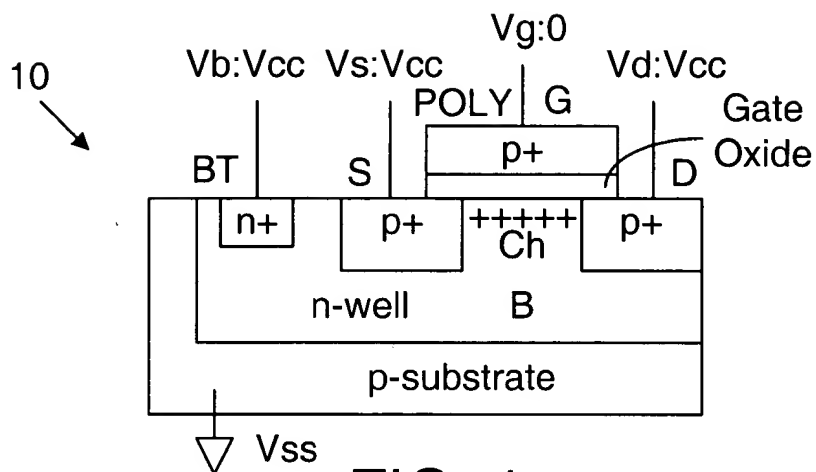 Vg:0
10
Vb:Vcc Vs:Vcc Vd:Vcc
POLY G
Gate
Oxide
p+
BT S D
n+ p+ +++++ p+
Ch
n-well B
p-substrate
Vss